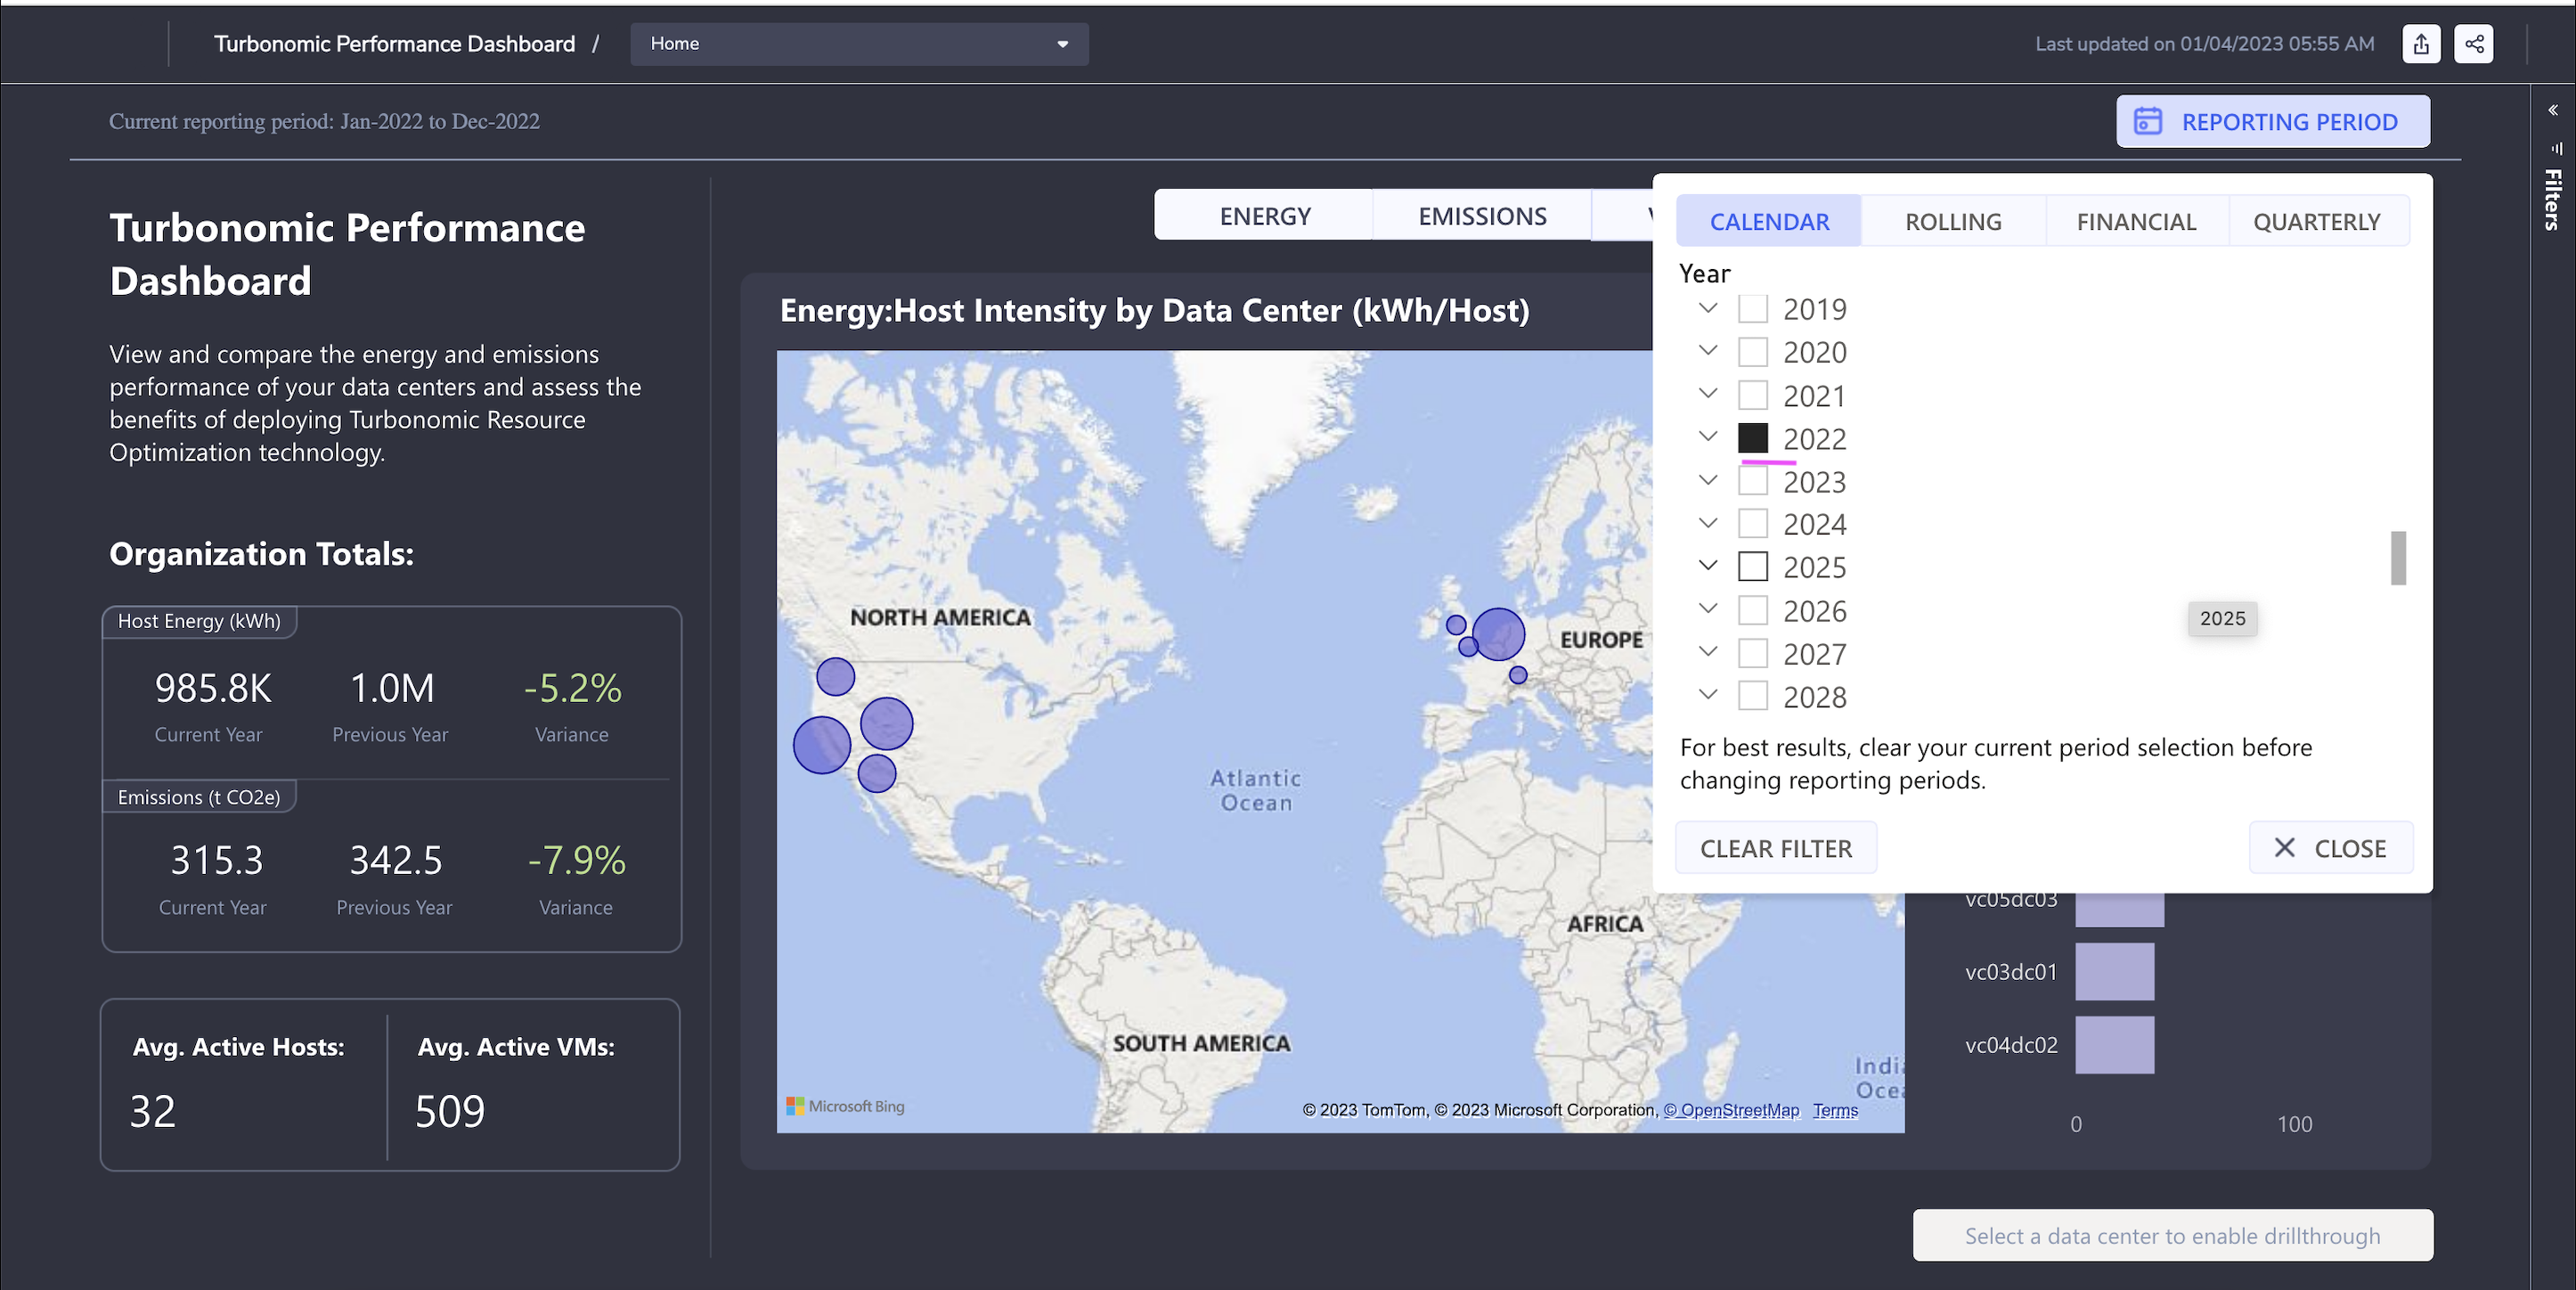 Turbonomic Performance Dashboard /
Home
Last updated on 01/04/2023 05:55 AM
Current reporting period: Jan-2022 to Dec-2022
REPORTING PERIOD
Filters
Turbonomic Performance
Dashboard
View and compare the energy and emissions
performance of your data centers and assess the
benefits of deploying Turbonomic Resource
Optimization technology.
Organization Totals:
Host Energy (kWh)
985.8K 1.0M -5.2%
Current Year Previous Year Variance
Emissions (t CO2e)
315.3 342.5 -7.9%
Current Year Previous Year Variance
Avg. Active Hosts: Avg. Active VMs:
32 509
ENERGY EMISSIONS
Energy:Host Intensity by Data Center (kWh/Host)
NORTH AMERICA
EUROPE
Atlantic
Ocean
AFRICA
SOUTH AMERICA
Microsoft Bing
© 2023 TomTom, © 2023 Microsoft Corporation, © OpenStreetMap Terms
CALENDAR ROLLING FINANCIAL QUARTERLY
Year
2019
2020
2021
2022
2023
2024
2025
2026
2027
2028
2025
For best results, clear your current period selection before
changing reporting periods.
CLEAR FILTER CLOSE
vc05dc03
vc03dc01
vc04dc02
0 100
Select a data center to enable drillthrough